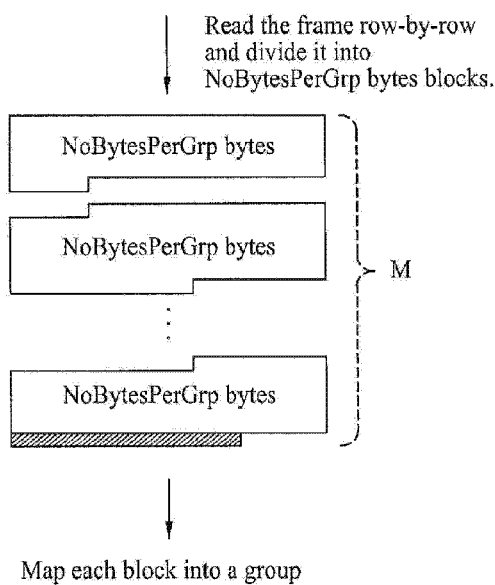 Read the frame row-by-row
and divide it into
NoBytesPerGrp bytes blocks.
NoBytesPerGrp bytes
NoBytesPerGrp bytes
M
NoBytesPerGrp bytes
Map each block into a group